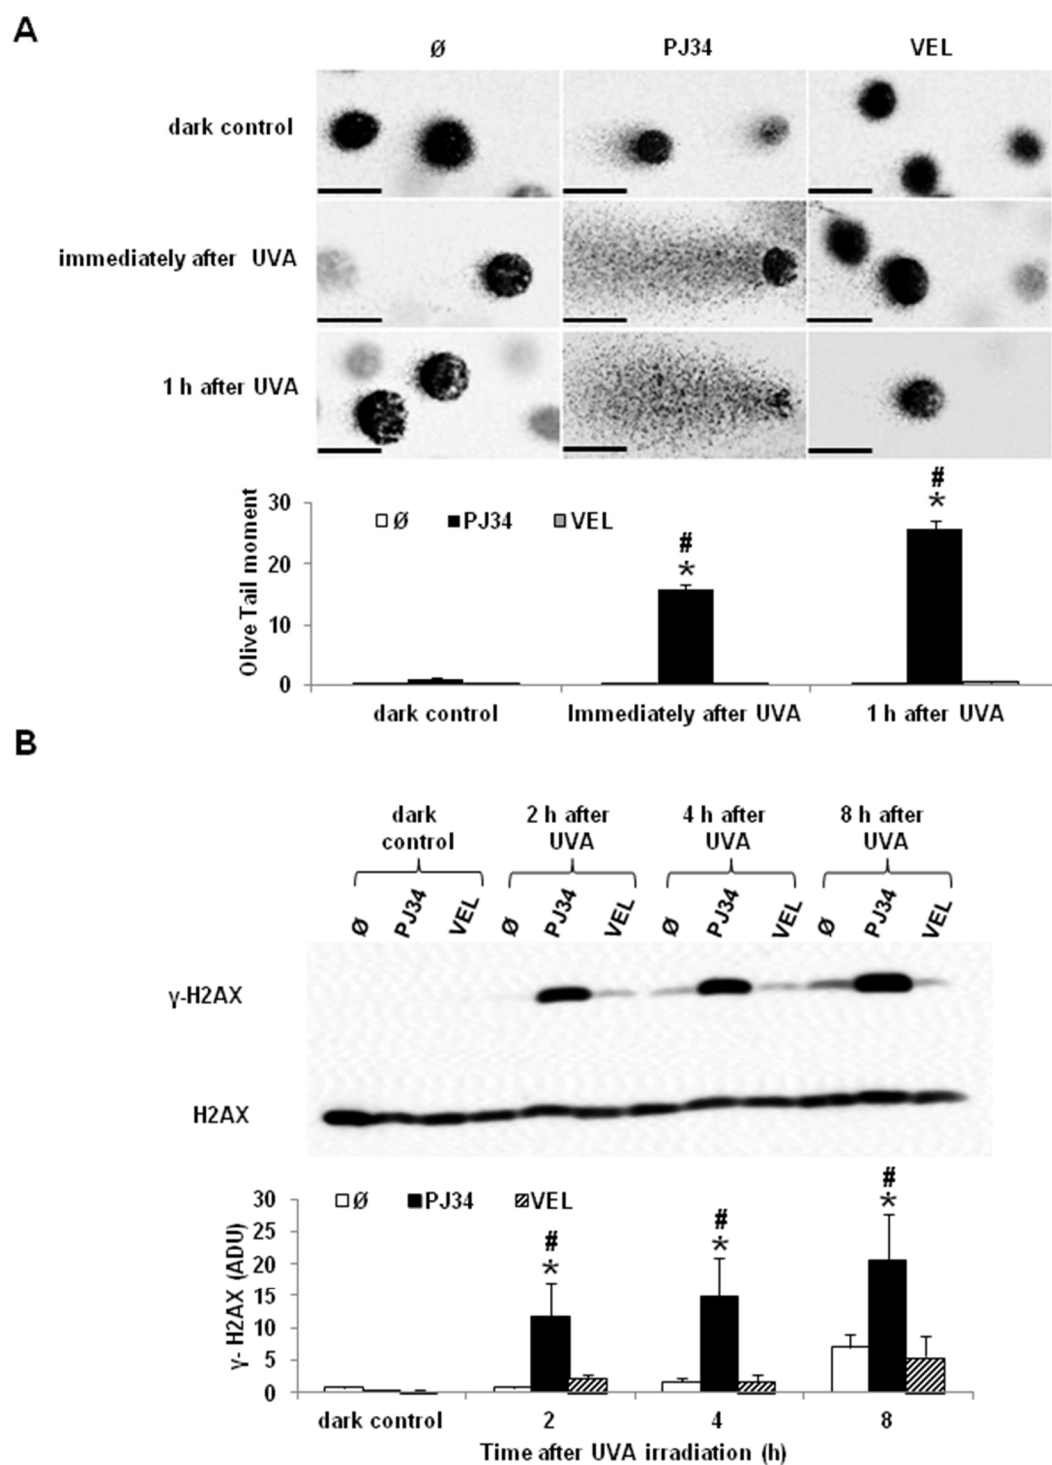 A
Ø PJ34 VEL
dark control
immediately after UVA
1 h after UVA
30
20
10
0
Olive Tail moment
Ø PJ34 VEL
#
*
#
*
dark control Immediately after UVA 1 h after UVA
B
dark control
2 h after UVA
4 h after UVA
8 h after UVA
Ø PJ34 VEL Ø PJ34 VEL Ø PJ34 VEL Ø PJ34 VEL
γ-H2AX
H2AX
30
25
20
15
10
5
0
γ- H2AX (ADU)
Ø PJ34 VEL
#
*
#
*
#
*
dark control 2 4 8
Time after UVA irradiation (h)